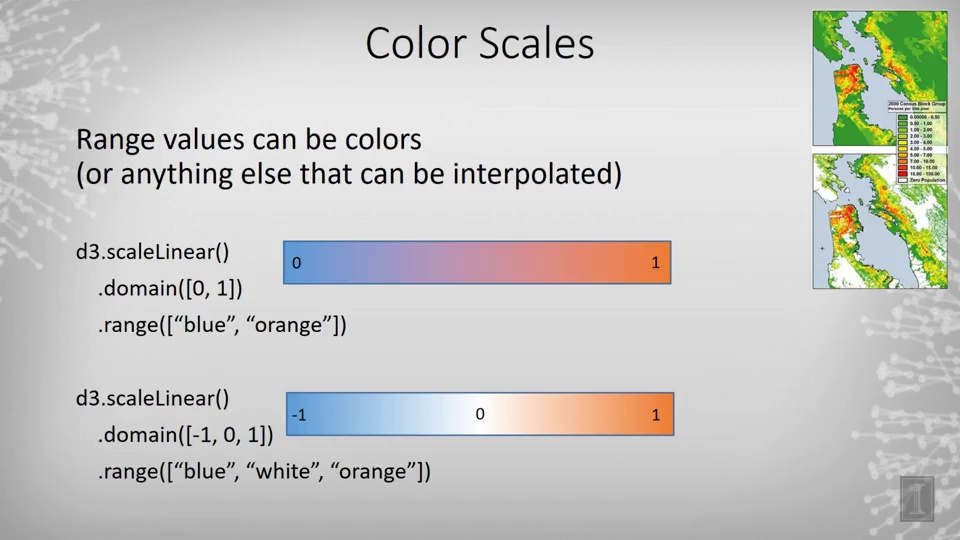 Color Scales
Range values can be colors
(or anything else that can be interpolated)
d3.scaleLinear()
.domain([0, 1])
.range([“blue”, “orange”])
0
1
d3.scaleLinear()
.domain([-1, 0, 1])
.range([“blue”, “white”, “orange”])
-1
0
1
2000 Census Block Group
0.00006 - 0.50
0.50 - 1.00
1.00 - 2.00
2.00 - 3.00
3.00 - 4.00
4.00 - 5.00
5.00 - 7.00
7.00 - 10.00
10.00 - 15.00
15.00 - 100.00
Zero Population